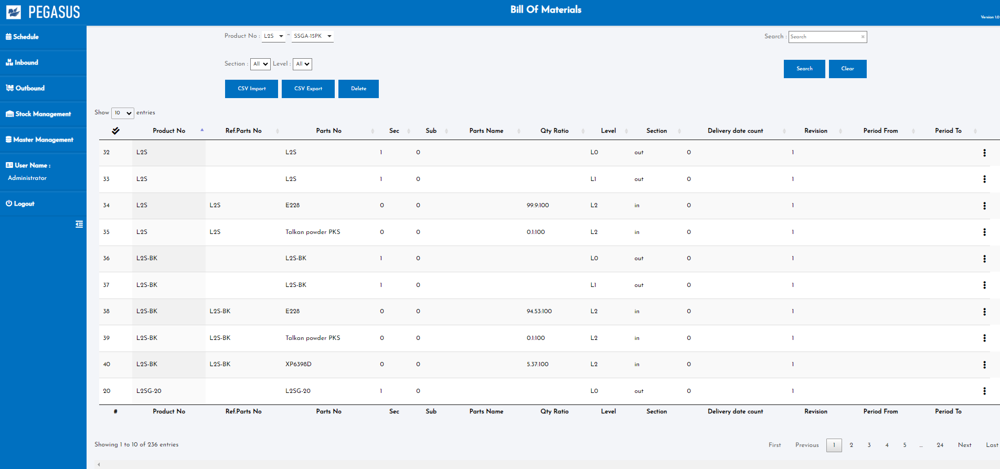 PEGASUS
Bill Of Materials
Version 1.0
Schedule
Inbound
Outbound
Stock Management
Master Management
User Name :
Administrator
Logout
Product No : L2S ~ SSGA-15PK
Search : Search
Section : All Level : All
Search Clear
CSV Import CSV Export Delete
Show 10 entries
Product No Ref.Parts No Parts No Sec Sub Parts Name Qty Ratio Level Section Delivery date count Revision Period From Period To
32 L2S L2S 1 0 L0 out 0 1
33 L2S L2S 1 0 L1 out 0 1
34 L2S L2S E228 0 0 99.9:100 L2 in 0 1
35 L2S L2S Talkan powder PKS 0 0 0.1:100 L2 in 0 1
36 L2S-BK L2S-BK 1 0 L0 out 0 1
37 L2S-BK L2S-BK 1 0 L1 out 0 1
38 L2S-BK L2S-BK E228 0 0 94.53:100 L2 in 0 1
39 L2S-BK L2S-BK Talkan powder PKS 0 0 0.1:100 L2 in 0 1
40 L2S-BK L2S-BK XP6398D 0 0 5.37:100 L2 in 0 1
20 L2SG-20 L2SG-20 1 0 L0 out 0 1
# Product No Ref.Parts No Parts No Sec Sub Parts Name Qty Ratio Level Section Delivery date count Revision Period From Period To
Showing 1 to 10 of 236 entries
First Previous 1 2 3 4 5 ... 24 Next Last